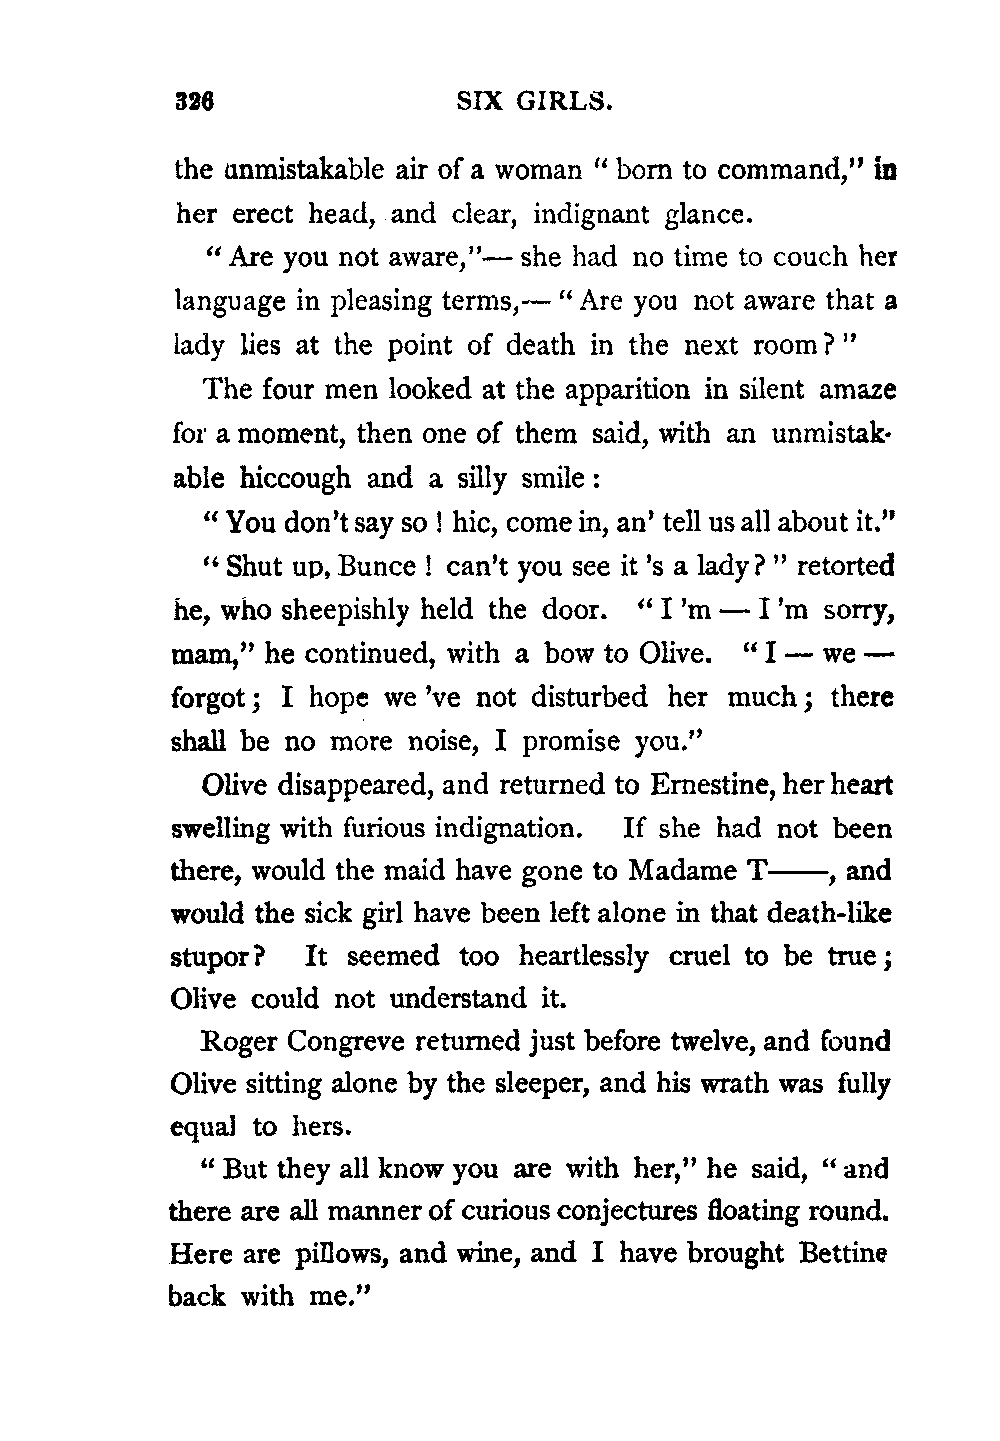 326 SIX GIRLS.
the unmistakable air of a woman " born to command," in
her erect head, and clear, indignant glance.
" Are you not aware,"— she had no time to couch her
language in pleasing terms,— " Are you not aware that a
lady lies at the point of death in the next room? "
The four men looked at the apparition in silent amaze
for a moment, then one of them said, with an unmistak-
able hiccough and a silly smile :
" You don't say so ! hic, come in, an' tell us all about it."
" Shut up, Bunce ! can't you see it 's a lady? " retorted
he, who sheepishly held the door. " I 'm — I 'm sorry,
mam," he continued, with a bow to Olive. " I — we —
forgot ; I hope we 've not disturbed her much ; there
shall be no more noise, I promise you."
Olive disappeared, and returned to Ernestine, her heart
swelling with furious indignation. If she had not been
there, would the maid have gone to Madame T——, and
would the sick girl have been left alone in that death-like
stupor? It seemed too heartlessly cruel to be true ;
Olive could not understand it.
Roger Congreve returned just before twelve, and found
Olive sitting alone by the sleeper, and his wrath was fully
equal to hers.
" But they all know you are with her," he said, " and
there are all manner of curious conjectures floating round.
Here are pillows, and wine, and I have brought Bettine
back with me."